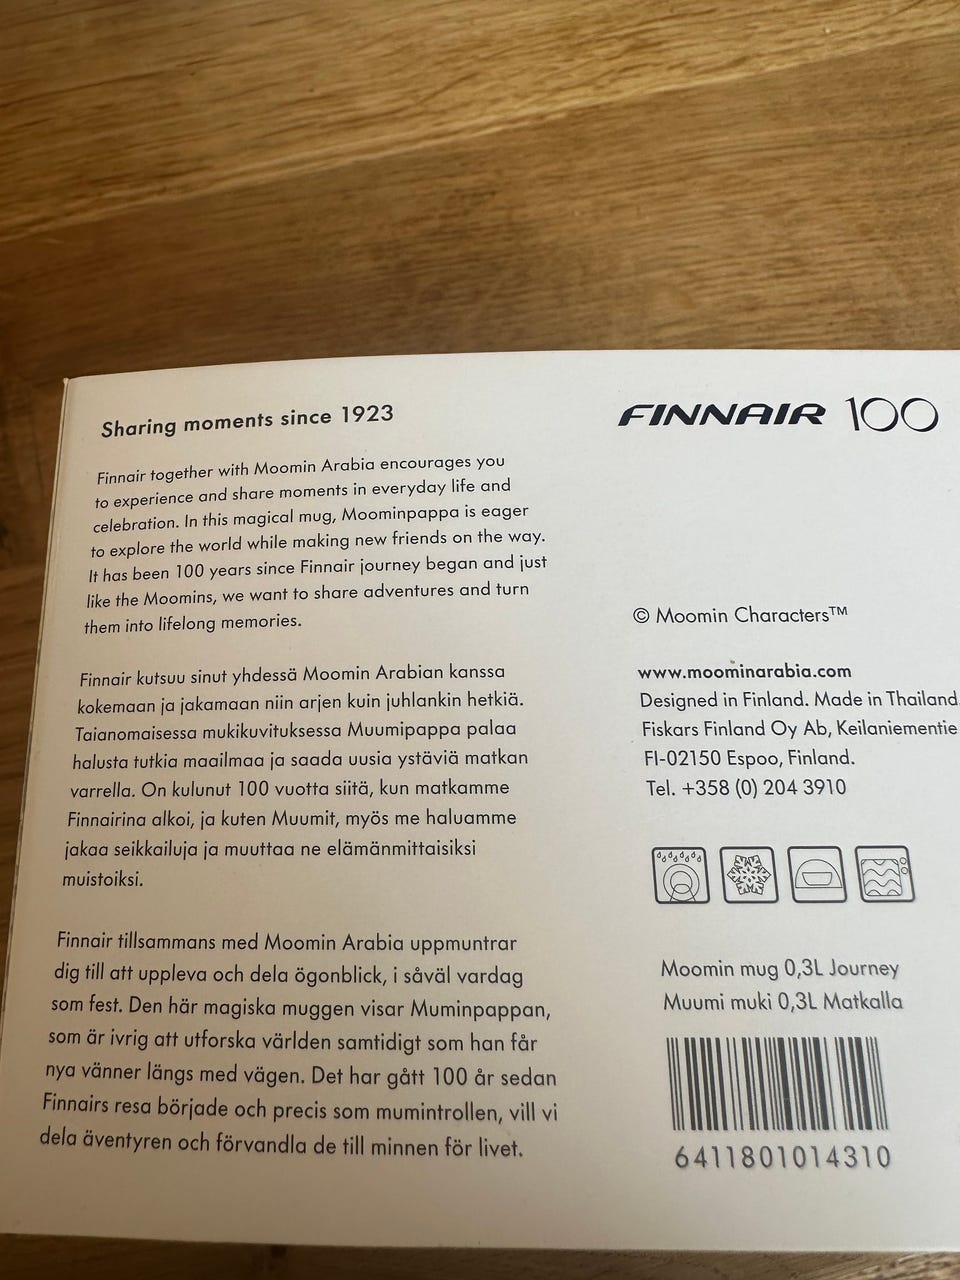 Sharing moments since 1923
Finnair together with Moomin Arabia encourages you
to experience and share moments in everyday life and
celebration. In this magical mug, Moominpappa is eager
to explore the world while making new friends on the way.
It has been 100 years since Finnair journey began and just
like the Moomins, we want to share adventures and turn
them into lifelong memories.
Finnair kutsuu sinut yhdessä Moomin Arabian kanssa
kokemaan ja jakamaan niin arjen kuin juhlankin hetkiä.
Taianomaisessa mukikuvituksessa Muumipappa palaa
halusta tutkia maailmaa ja saada uusia ystäviä matkan
varrella. On kulunut 100 vuotta siitä, kun matkamme
Finnairina alkoi, ja kuten Muumit, myös me haluamme
jakaa seikkailuja ja muuttaa ne elämänmittaisiksi
muistoiksi.
Finnair tillsammans med Moomin Arabia uppmuntrar
dig till att uppleva och dela ögonblick, i såväl vardag
som fest. Den här magiska muggen visar Muminpappan,
som är ivrig att utforska världen samtidigt som han får
nya vänner längs med vägen. Det har gått 100 år sedan
Finnairs resa började och precis som mumintrollen, vill vi
dela äventyren och förvandla de till minnen för livet.
FINNAIR 100
© Moomin Characters™
www.moominarabia.com
Designed in Finland. Made in Thailand.
Fiskars Finland Oy Ab, Keilaniementie
FI-02150 Espoo, Finland.
Tel. +358 (0) 204 3910
Moomin mug 0,3L Journey
Muumi muki 0,3L Matkalla
6411801014310